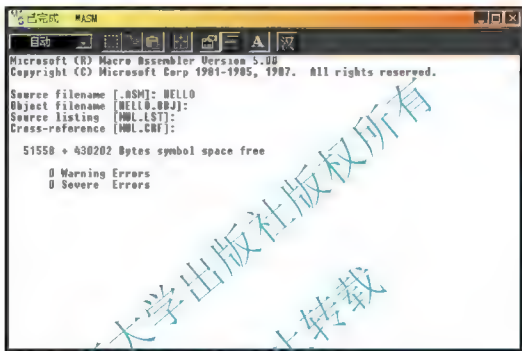 已完成 MASM
自动
A 汉
Microsoft (R) Macro Assembler Version 5.00
Copyright (C) Microsoft Corp 1981-1985, 1987. All rights reserved.
Source filename [.ASM]: HELLO
Object filename [HELLO.OBJ]:
Source listing [NUL.LST]:
Cross-reference [NUL.CRF]:
51558 + 430202 Bytes symbol space free
0 Warning Errors
0 Severe Errors
大学出版社版权所有
止转载